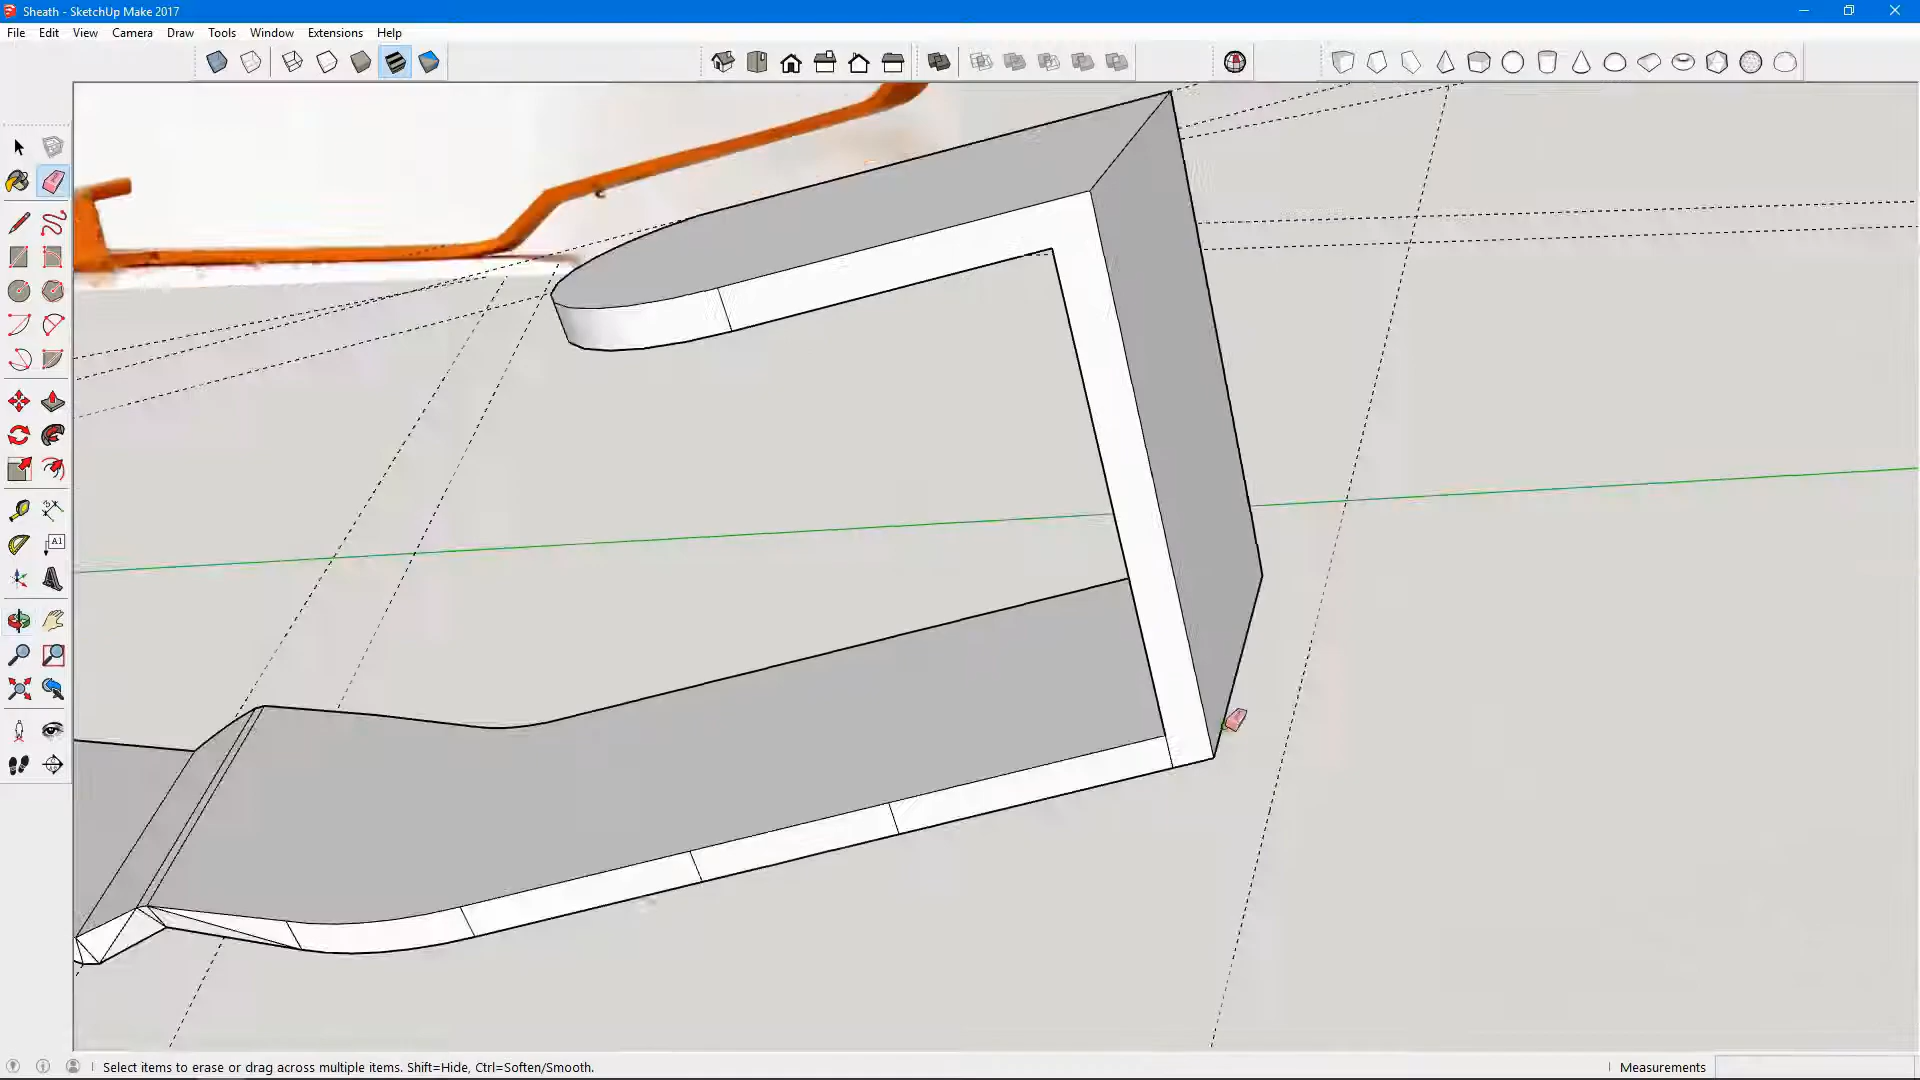 Sheath - SketchUp Make 2017
File Edit View Camera Draw Tools Window Extensions Help
A1
Select items to erase or drag across multiple items. Shift=Hide, Ctrl=Soften/Smooth.
Measurements